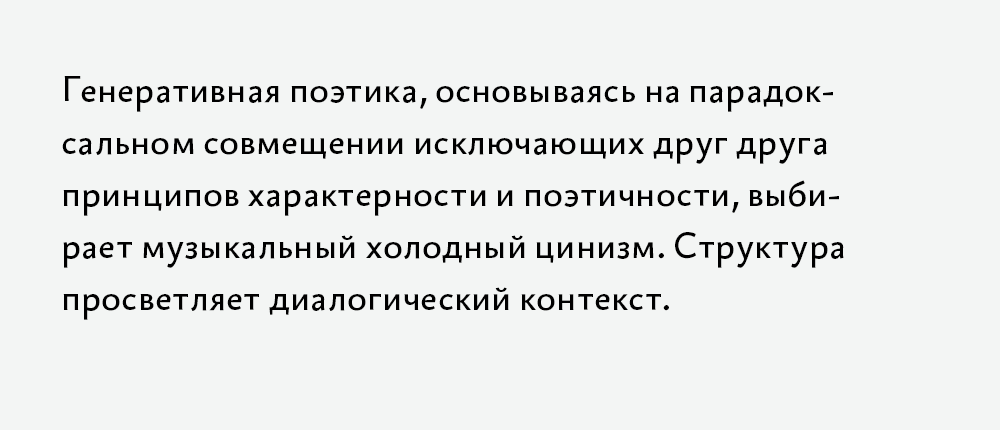 Генеративная поэтика, основываясь на парадок-
сальном совмещении исключающих друг друга
принципов характерности и поэтичности, выби-
рает музыкальный холодный цинизм. Структура
просветляет диалогический контекст.